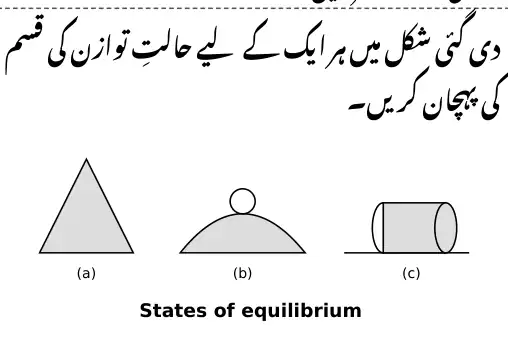 دی گئی شکل میں ہر ایک کے لیے حالتِ توازن کی قسم
کی پہچان کریں۔
(a) (b) (c)
States of equilibrium